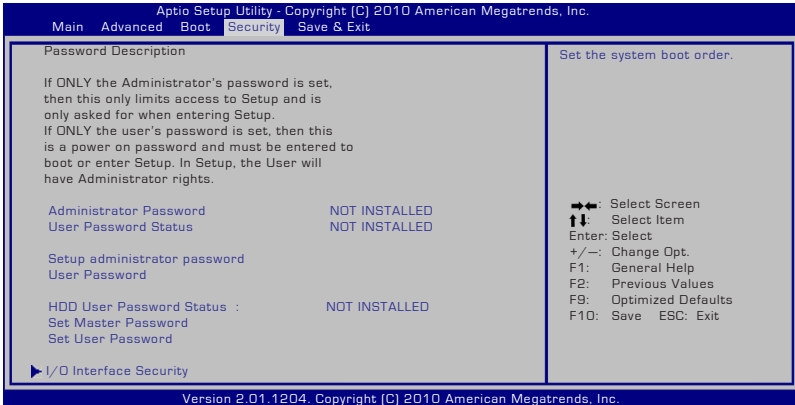 Aptio Setup Utility - Copyright (C) 2010 American Megatrends, Inc.
Main Advanced Boot Security Save & Exit
Password Description
If ONLY the Administrator's password is set,
then this only limits access to Setup and is
only asked for when entering Setup.
If ONLY the user's password is set, then this
is a power on password and must be entered to
boot or enter Setup. In Setup, the User will
have Administrator rights.
Administrator Password NOT INSTALLED
User Password Status NOT INSTALLED
Setup administrator password
User Password
HDD User Password Status : NOT INSTALLED
Set Master Password
Set User Password
I/O Interface Security
Set the system boot order.
→←: Select Screen
↑↓: Select Item
Enter: Select
+/—: Change Opt.
F1: General Help
F2: Previous Values
F9: Optimized Defaults
F10: Save ESC: Exit
Version 2.01.1204. Copyright (C) 2010 American Megatrends, Inc.